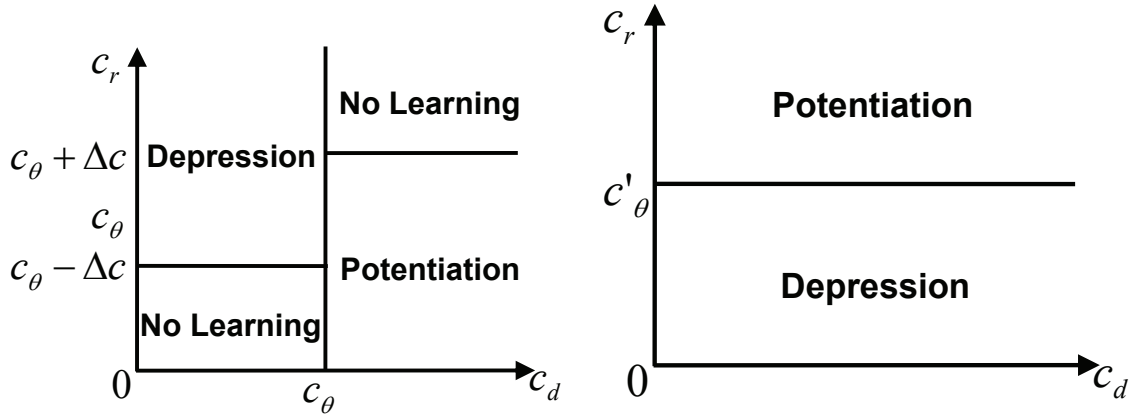 c_r
No Learning
c_θ + Δc
Depression
c_θ
c_θ − Δc
Potentiation
No Learning
0
c_θ
c_d
c_r
Potentiation
c'_θ
Depression
0
c_d